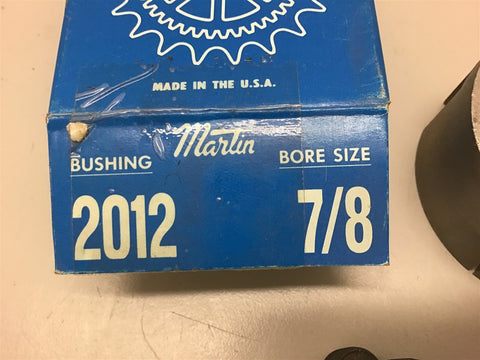 MADE IN THE U.S.A.
Martin
BUSHING BORE SIZE
2012 7/8